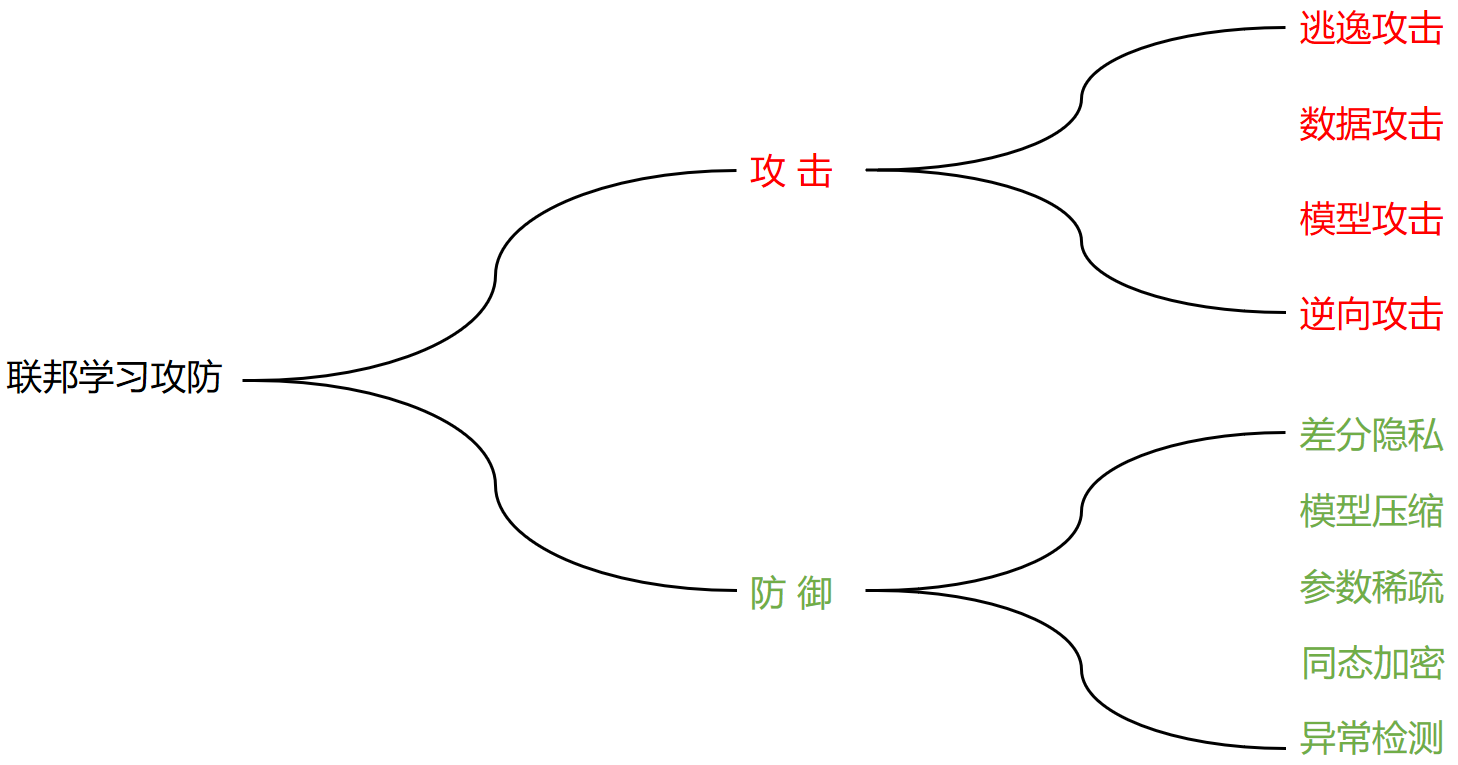 联邦学习攻防
攻 击
逃逸攻击
数据攻击
模型攻击
逆向攻击
防 御
差分隐私
模型压缩
参数稀疏
同态加密
异常检测